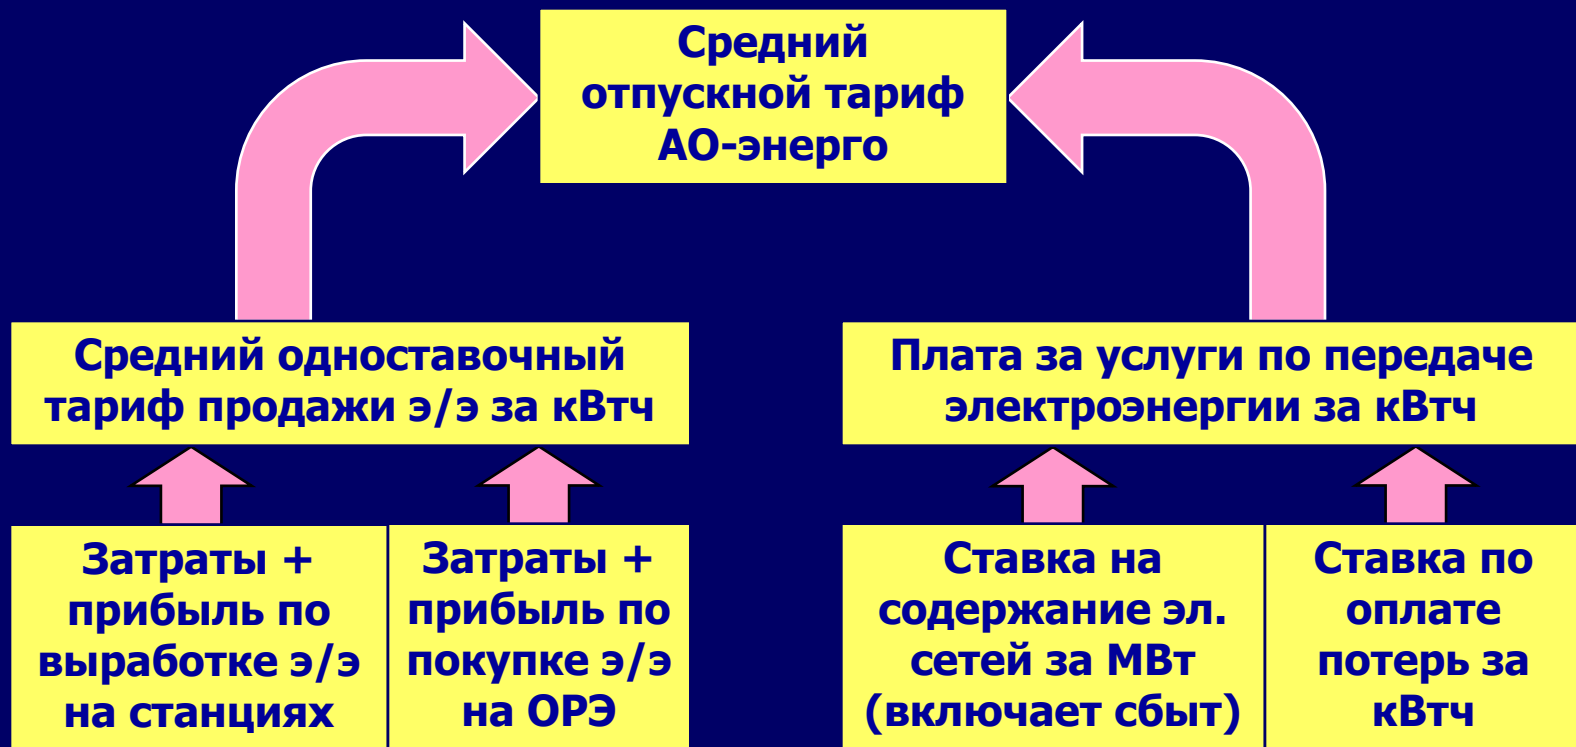 Средний
отпускной тариф
АО-энерго
Средний одноставочный
тариф продажи э/э за кВтч
Плата за услуги по передаче
электроэнергии за кВтч
Затраты +
прибыль по
выработке э/э
на станциях
Затраты +
прибыль по
покупке э/э
на ОРЭ
Ставка на
содержание эл.
сетей за МВт
(включает сбыт)
Ставка по
оплате
потерь за
кВтч